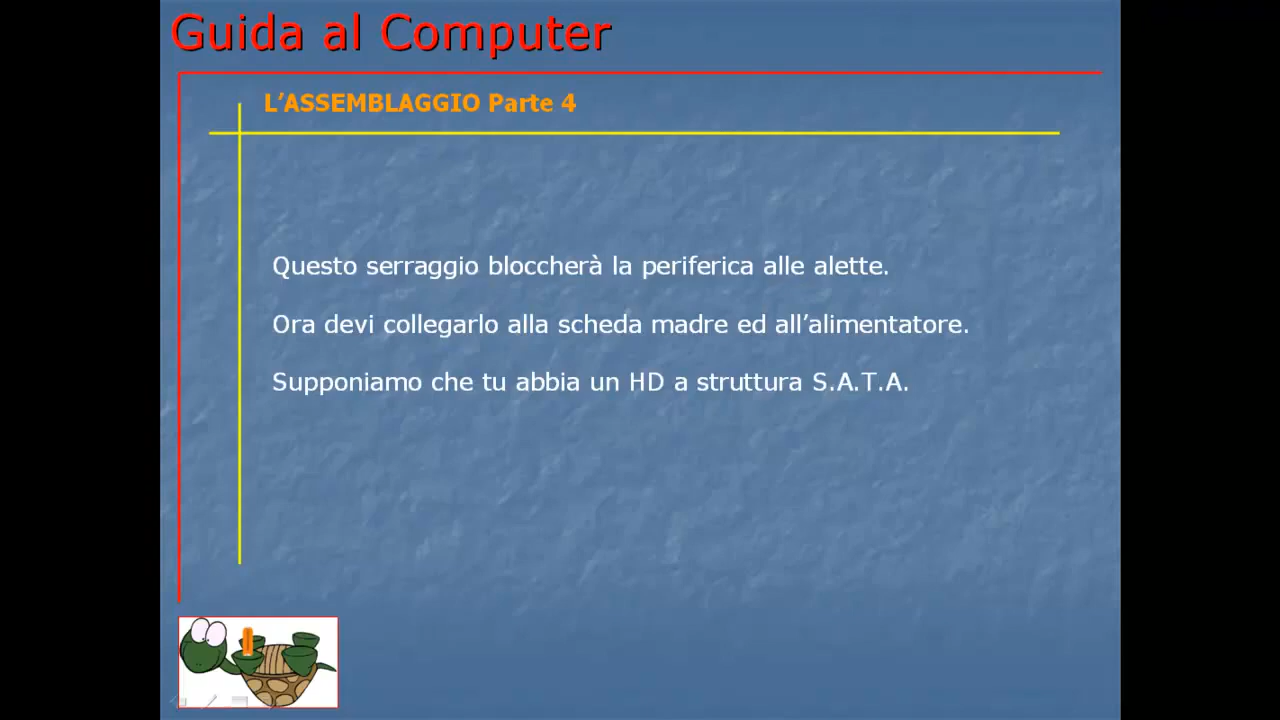 Guida al Computer
L’ASSEMBLAGGIO Parte 4
Questo serraggio bloccherà la periferica alle alette.
Ora devi collegarlo alla scheda madre ed all’alimentatore.
Supponiamo che tu abbia un HD a struttura S.A.T.A.